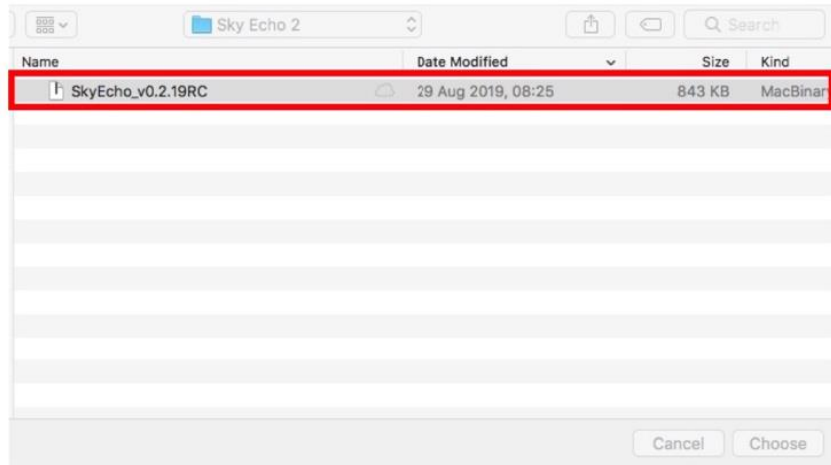 Sky Echo 2
Search
Name Date Modified Size Kind
SkyEcho_v0.2.19RC 29 Aug 2019, 08:25 843 KB MacBinary
Cancel Choose